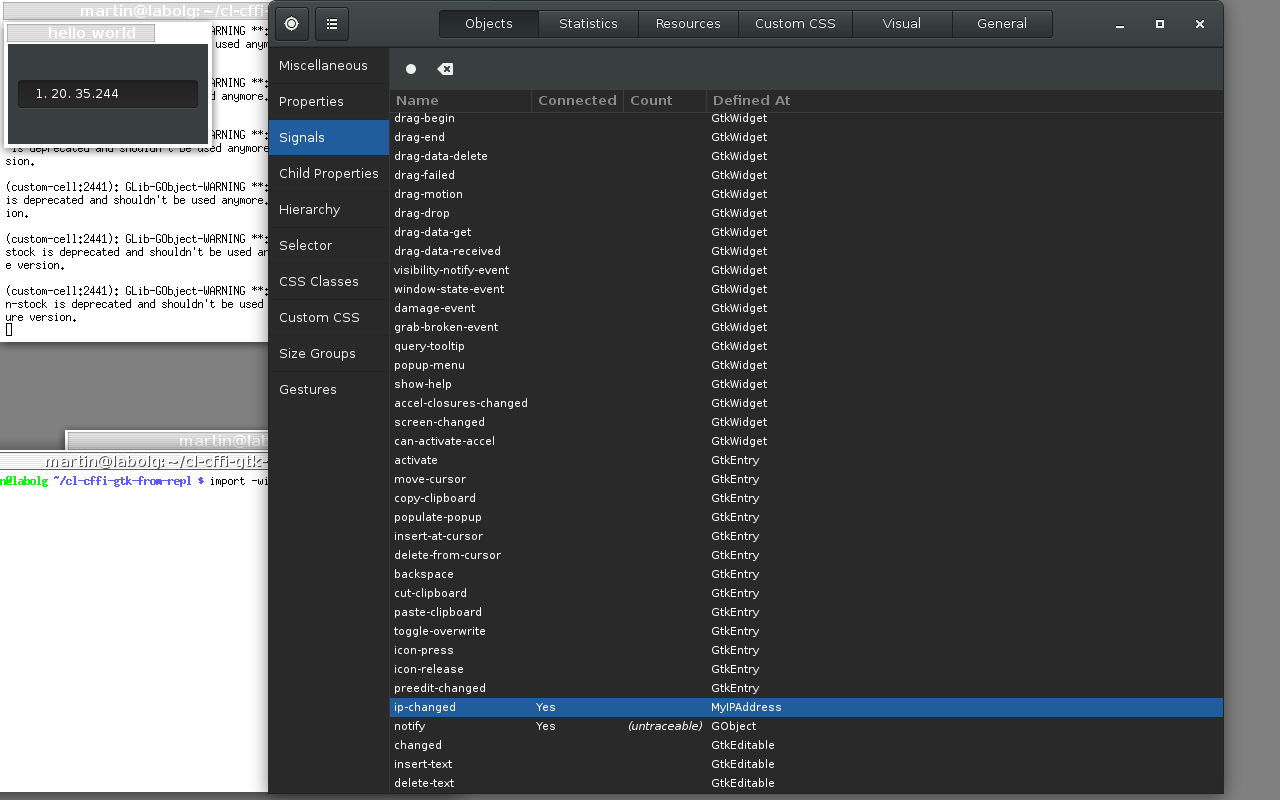 martin@labolg: ~/cl-cffi-
hello world
1. 20. 35.244
ARNING **:
used anym
ARNING **:
re.
ARNING **:
is deprecated and shouldn't be used anymore
sion.
(custom-cell:2441): GLib-GObject-WARNING **:
is deprecated and shouldn't be used anymore.
ion.
(custom-cell:2441): GLib-GObject-WARNING **:
stock is deprecated and shouldn't be used an
e version.
(custom-cell:2441): GLib-GObject-WARNING **:
n-stock is deprecated and shouldn't be used
ure version.
martin@lab
martin@labolg: ~/cl-cffi-gtk-
n@labolg ~/cl-cffi-gtk-from-repl $ import -wi
Objects Statistics Resources Custom CSS Visual General
Miscellaneous
Properties
Signals
Child Properties
Hierarchy
Selector
CSS Classes
Custom CSS
Size Groups
Gestures
Name Connected Count Defined At
drag-begin GtkWidget
drag-end GtkWidget
drag-data-delete GtkWidget
drag-failed GtkWidget
drag-motion GtkWidget
drag-drop GtkWidget
drag-data-get GtkWidget
drag-data-received GtkWidget
visibility-notify-event GtkWidget
window-state-event GtkWidget
damage-event GtkWidget
grab-broken-event GtkWidget
query-tooltip GtkWidget
popup-menu GtkWidget
show-help GtkWidget
accel-closures-changed GtkWidget
screen-changed GtkWidget
can-activate-accel GtkWidget
activate GtkEntry
move-cursor GtkEntry
copy-clipboard GtkEntry
populate-popup GtkEntry
insert-at-cursor GtkEntry
delete-from-cursor GtkEntry
backspace GtkEntry
cut-clipboard GtkEntry
paste-clipboard GtkEntry
toggle-overwrite GtkEntry
icon-press GtkEntry
icon-release GtkEntry
preedit-changed GtkEntry
ip-changed Yes MyIPAddress
notify Yes (untraceable) GObject
changed GtkEditable
insert-text GtkEditable
delete-text GtkEditable